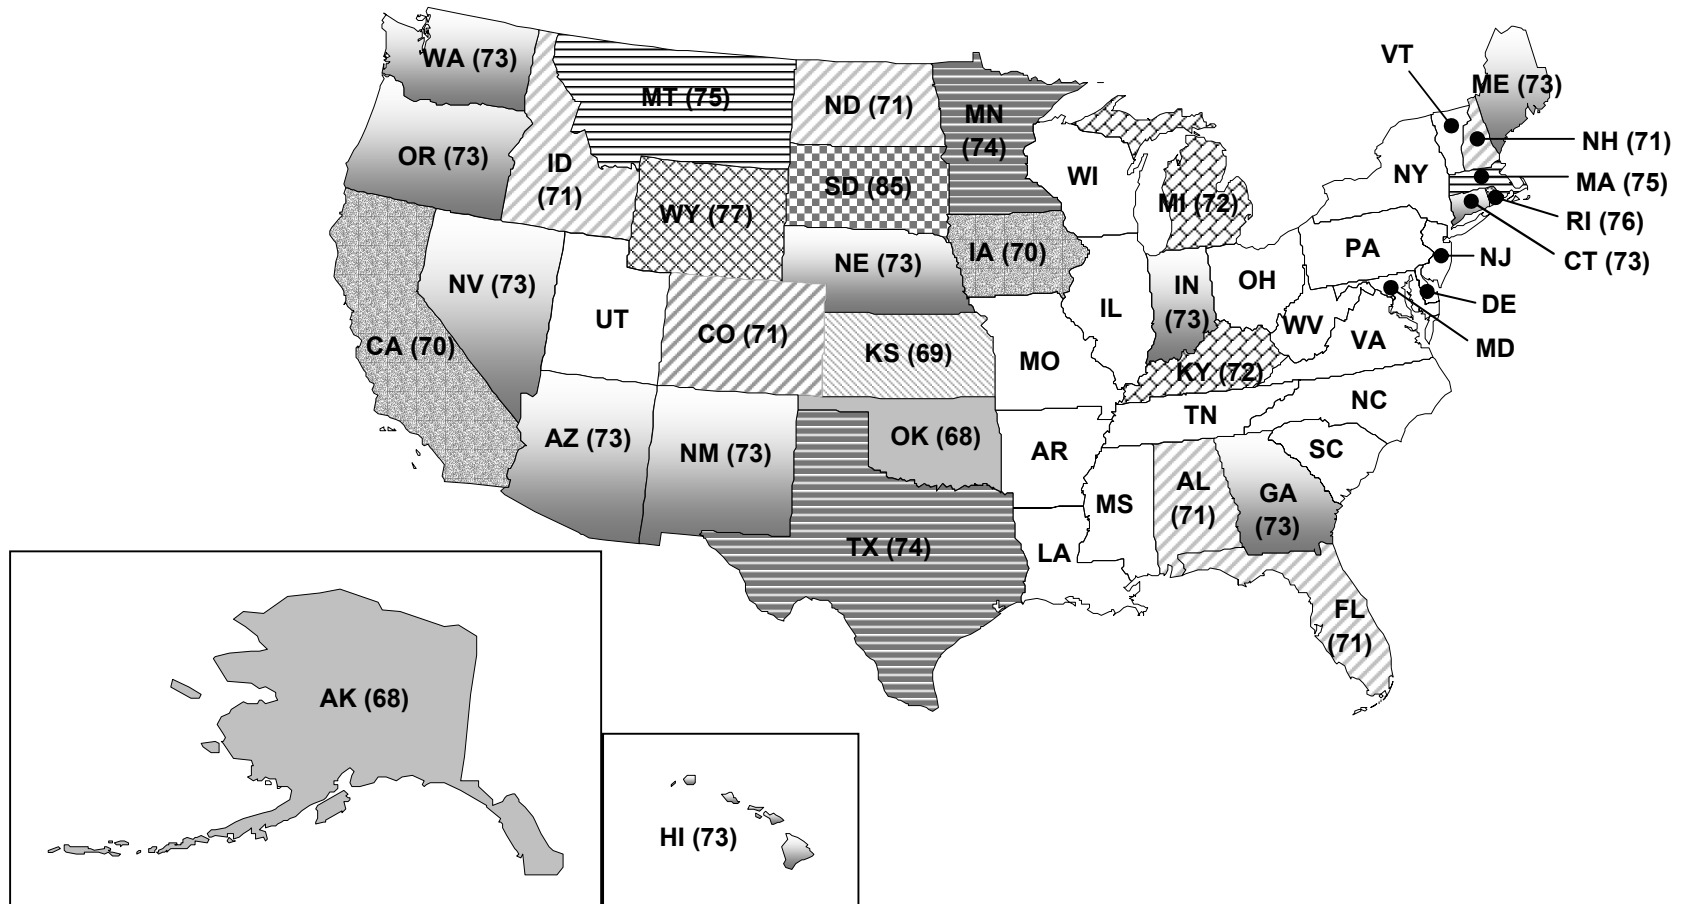 VT
WA (73)
ME (73)
MT (75)
ND (71)
MN
(74)
NH (71)
OR (73)
ID
(71)
SD (85)
WI
NY
MA (75)
WY (77)
MI (72)
RI (76)
IA (70)
PA
NE (73)
NJ
CT (73)
NV (73)
OH
IN
(73)
DE
UT
IL
WV
CO (71)
VA
MD
CA (70)
KS (69)
MO
KY (72)
NC
TN
AZ (73)
OK (68)
NM (73)
AR
SC
AL
(71)
GA
(73)
MS
TX (74)
LA
FL
(71)
AK (68)
HI (73)